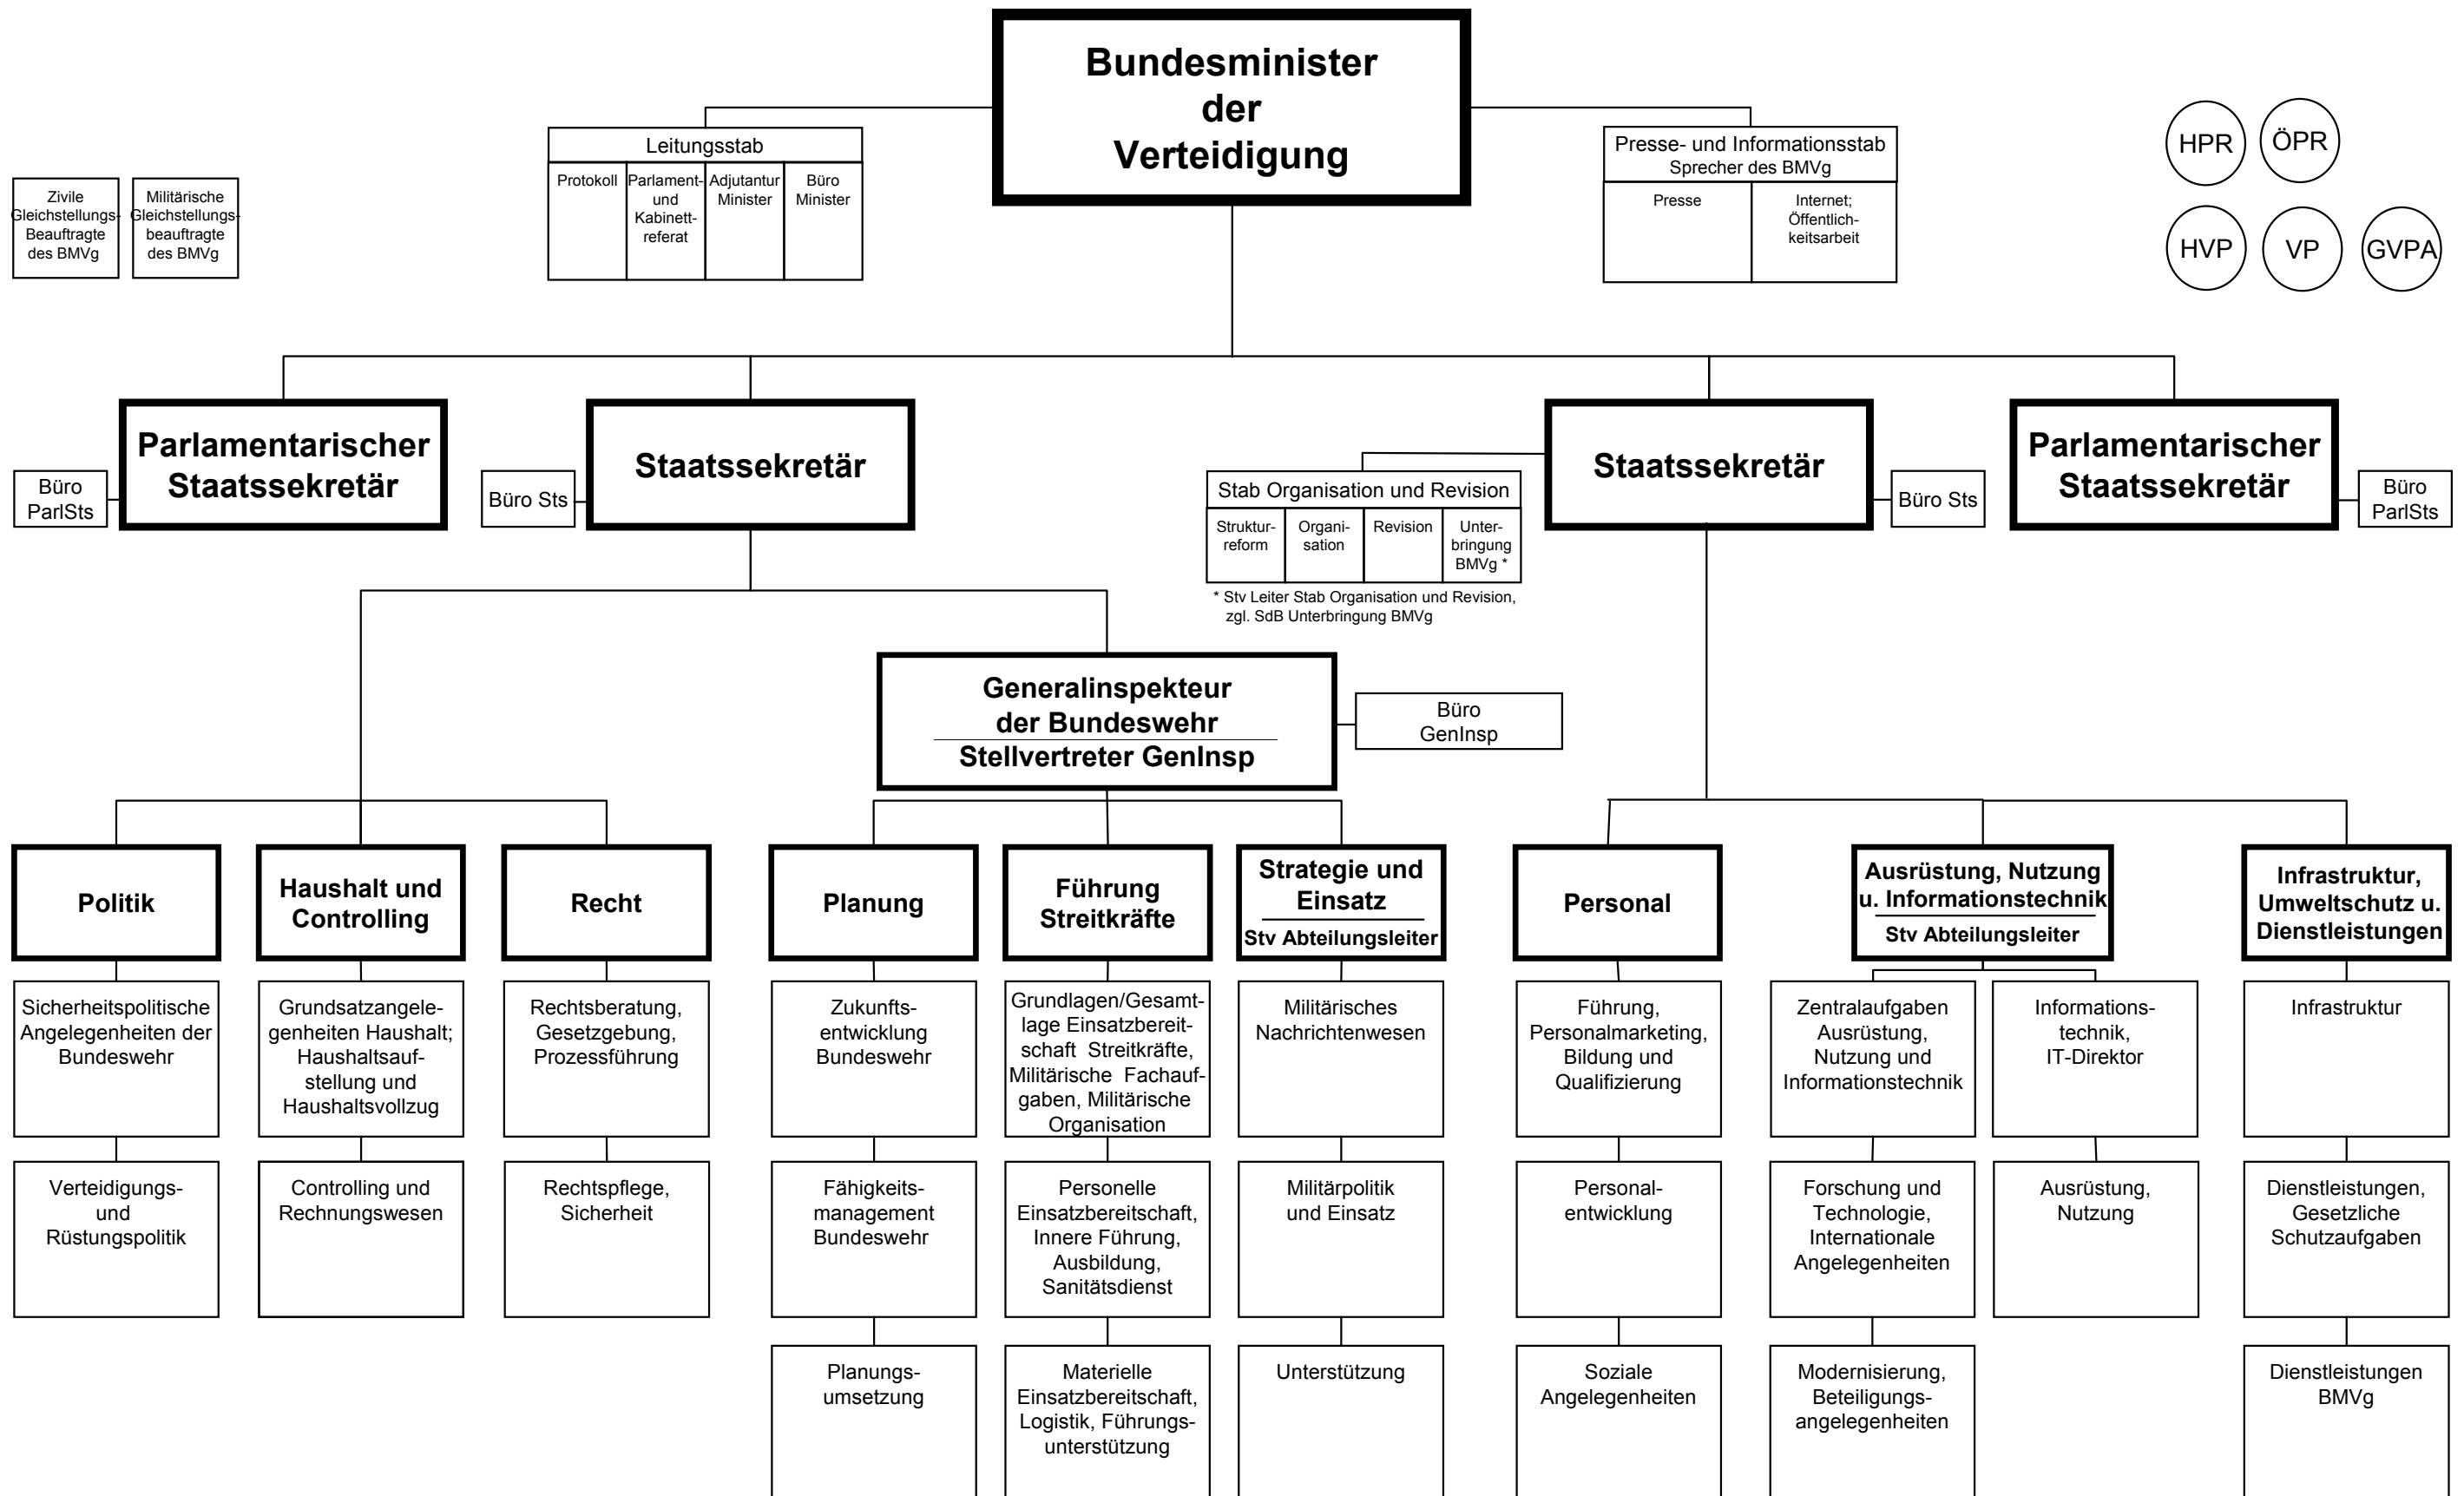 Bundesminister
der
Verteidigung
Leitungsstab
Protokoll
Parlament-
und
Kabinett-
referat
Adjutantur
Minister
Büro
Minister
Presse- und Informationsstab
Sprecher des BMVg
Presse
Internet;
Öffentlich-
keitsarbeit
HPR
ÖPR
HVP
VP
GVPA
Zivile
Gleichstellungs-
Beauftragte
des BMVg
Militärische
Gleichstellungs-
beauftragte
des BMVg
Parlamentarischer
Staatssekretär
Büro
ParlSts
Staatssekretär
Büro Sts
Stab Organisation und Revision
Struktur-
reform
Organi-
sation
Revision
Unter-
bringung
BMVg *
* Stv Leiter Stab Organisation und Revision,
zgl. SdB Unterbringung BMVg
Staatssekretär
Büro Sts
Parlamentarischer
Staatssekretär
Büro
ParlSts
Generalinspekteur
der Bundeswehr
Stellvertreter GenInsp
Büro
GenInsp
Politik
Haushalt und
Controlling
Recht
Planung
Führung
Streitkräfte
Strategie und
Einsatz
Stv Abteilungsleiter
Personal
Ausrüstung, Nutzung
u. Informationstechnik
Stv Abteilungsleiter
Infrastruktur,
Umweltschutz u.
Dienstleistungen
Sicherheitspolitische
Angelegenheiten der
Bundeswehr
Grundsatzangele-
genheiten Haushalt;
Haushaltsauf-
stellung und
Haushaltsvollzug
Rechtsberatung,
Gesetzgebung,
Prozessführung
Zukunfts-
entwicklung
Bundeswehr
Grundlagen/Gesamt-
lage Einsatzbereit-
schaft Streitkräfte,
Militärische Fachauf-
gaben, Militärische
Organisation
Militärisches
Nachrichtenwesen
Führung,
Personalmarketing,
Bildung und
Qualifizierung
Zentralaufgaben
Ausrüstung,
Nutzung und
Informationstechnik
Informations-
technik,
IT-Direktor
Infrastruktur
Verteidigungs-
und
Rüstungspolitik
Controlling und
Rechnungswesen
Rechtspflege,
Sicherheit
Fähigkeits-
management
Bundeswehr
Personelle
Einsatzbereitschaft,
Innere Führung,
Ausbildung,
Sanitätsdienst
Militärpolitik
und Einsatz
Personal-
entwicklung
Forschung und
Technologie,
Internationale
Angelegenheiten
Ausrüstung,
Nutzung
Dienstleistungen,
Gesetzliche
Schutzaufgaben
Planungs-
umsetzung
Materielle
Einsatzbereitschaft,
Logistik, Führungs-
unterstützung
Unterstützung
Soziale
Angelegenheiten
Modernisierung,
Beteiligungs-
angelegenheiten
Dienstleistungen
BMVg